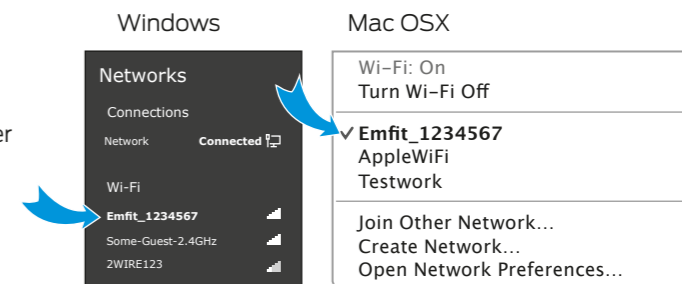 Windows
Networks
Connections
Network Connected
Wi-Fi
Emfit_1234567
Some-Guest-2.4GHz
2WIRE123
er
Mac OSX
Wi-Fi: On
Turn Wi-Fi Off
✓ Emfit_1234567
AppleWiFi
Testwork
Join Other Network...
Create Network...
Open Network Preferences...